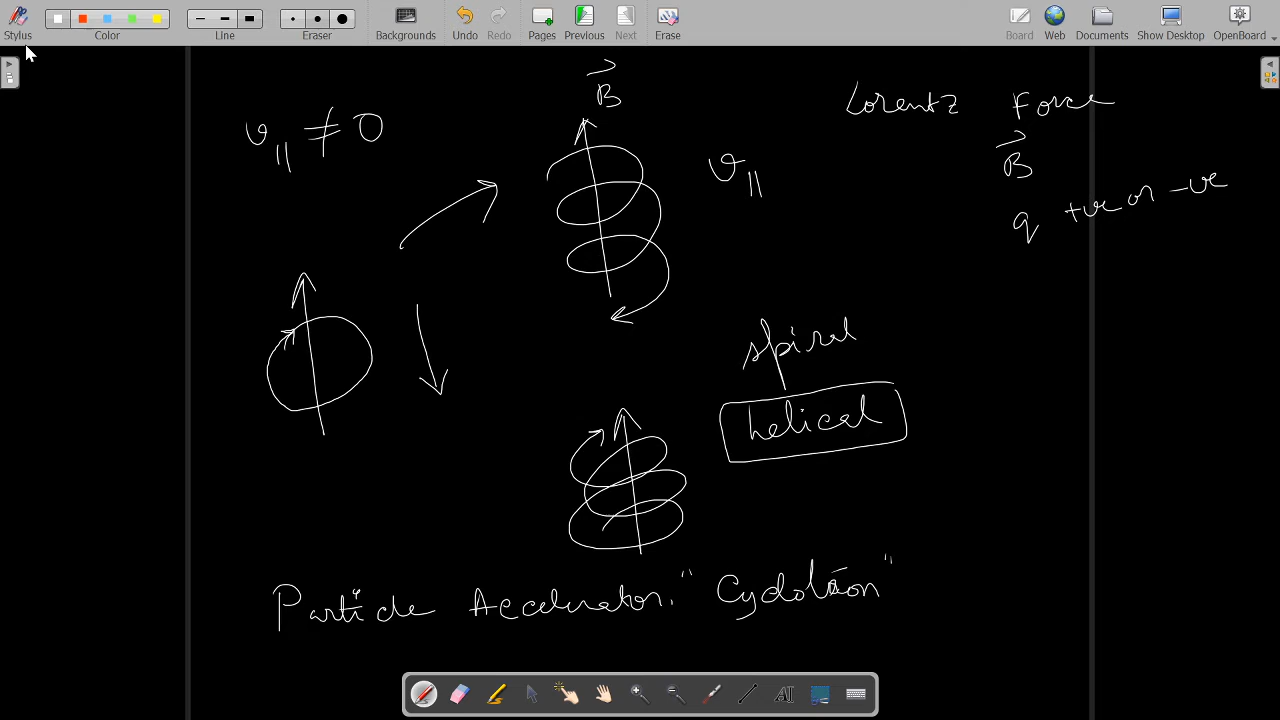 Stylus
Color
Line
Eraser
Backgrounds
Undo
Redo
Pages
Previous
Next
Erase
Board
Web
Documents
Show Desktop
OpenBoard
B
Lorentz Force
v|| ≠ 0
v||
B
q +ve or -ve
spiral
helical
Particle Accelerator. "Cyclotron"
AI